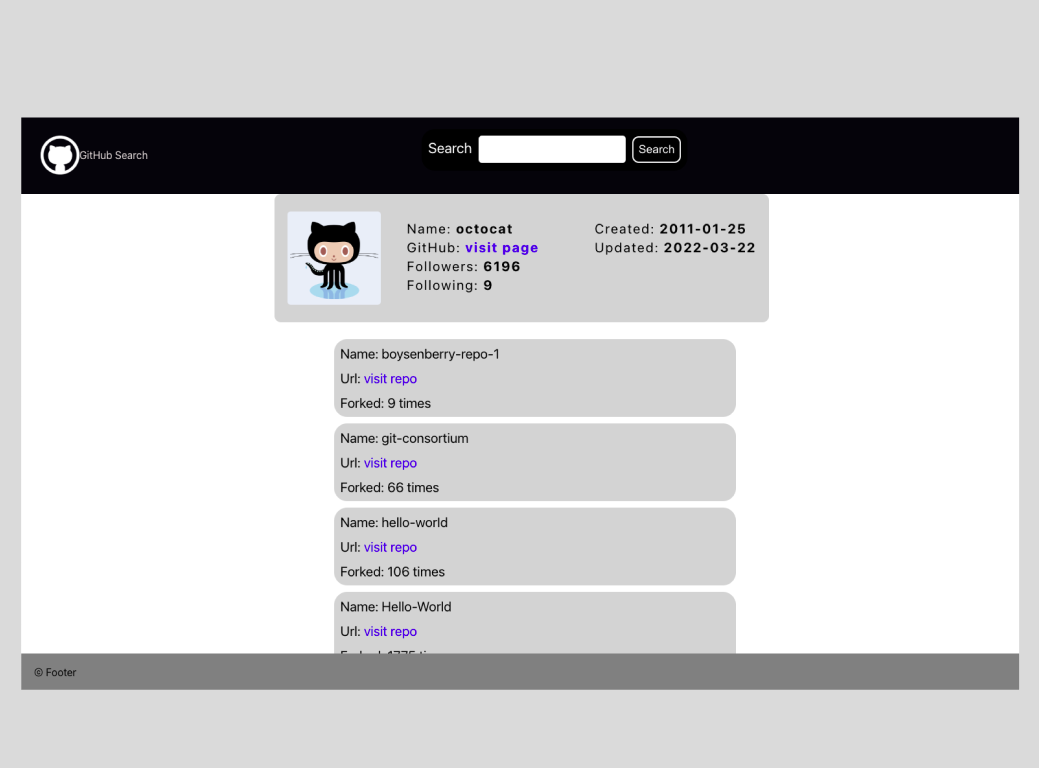 GitHub Search
Search
Search
Name: octocat
GitHub: visit page
Followers: 6196
Following: 9
Created: 2011-01-25
Updated: 2022-03-22
Name: boysenberry-repo-1
Url: visit repo
Forked: 9 times
Name: git-consortium
Url: visit repo
Forked: 66 times
Name: hello-world
Url: visit repo
Forked: 106 times
Name: Hello-World
Url: visit repo
© Footer